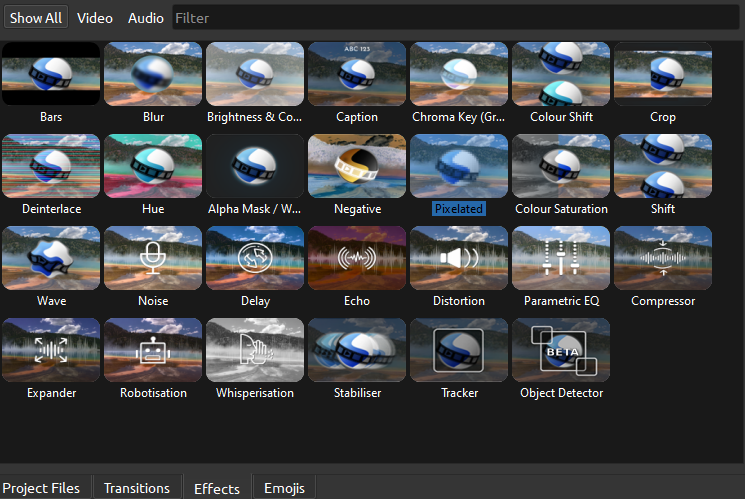 Show All Video Audio Filter
ABC 123
Bars Blur Brightness & Co... Caption Chroma Key (Gr... Colour Shift Crop
Deinterlace Hue Alpha Mask / W... Negative Pixelated Colour Saturation Shift
Wave Noise Delay Echo Distortion Parametric EQ Compressor
BETA
Expander Robotisation Whisperisation Stabiliser Tracker Object Detector
Project Files Transitions Effects Emojis